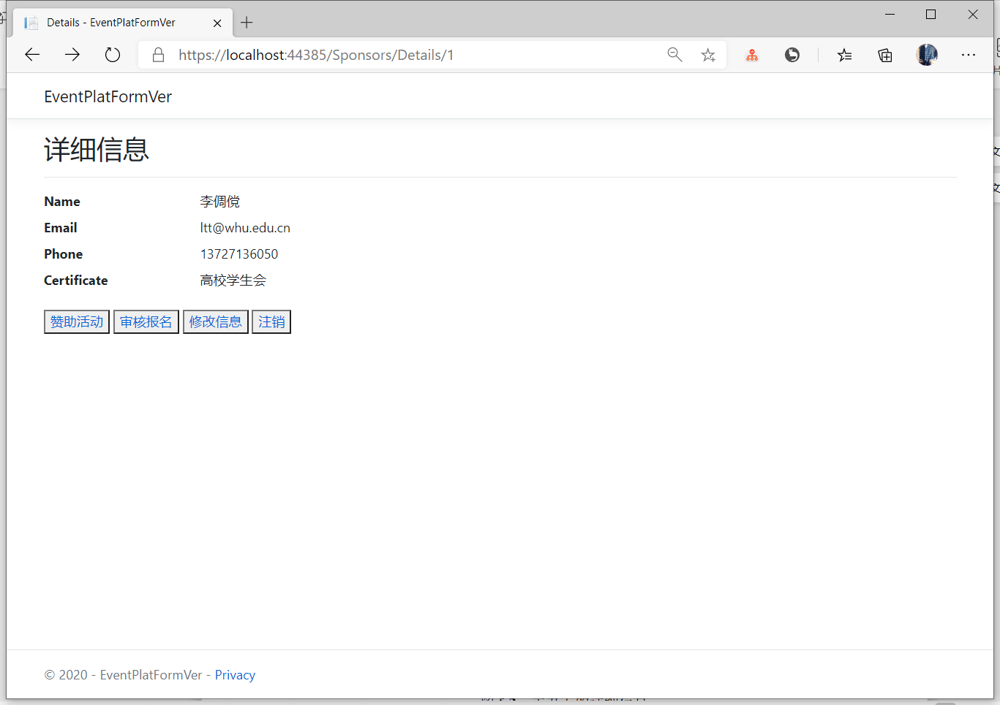 Details - EventPlatFormVer
https://localhost:44385/Sponsors/Details/1
EventPlatFormVer
详细信息
Name 李倜傥
Email ltt@whu.edu.cn
Phone 13727136050
Certificate 高校学生会
赞助活动 审核报名 修改信息 注销
© 2020 - EventPlatFormVer - Privacy